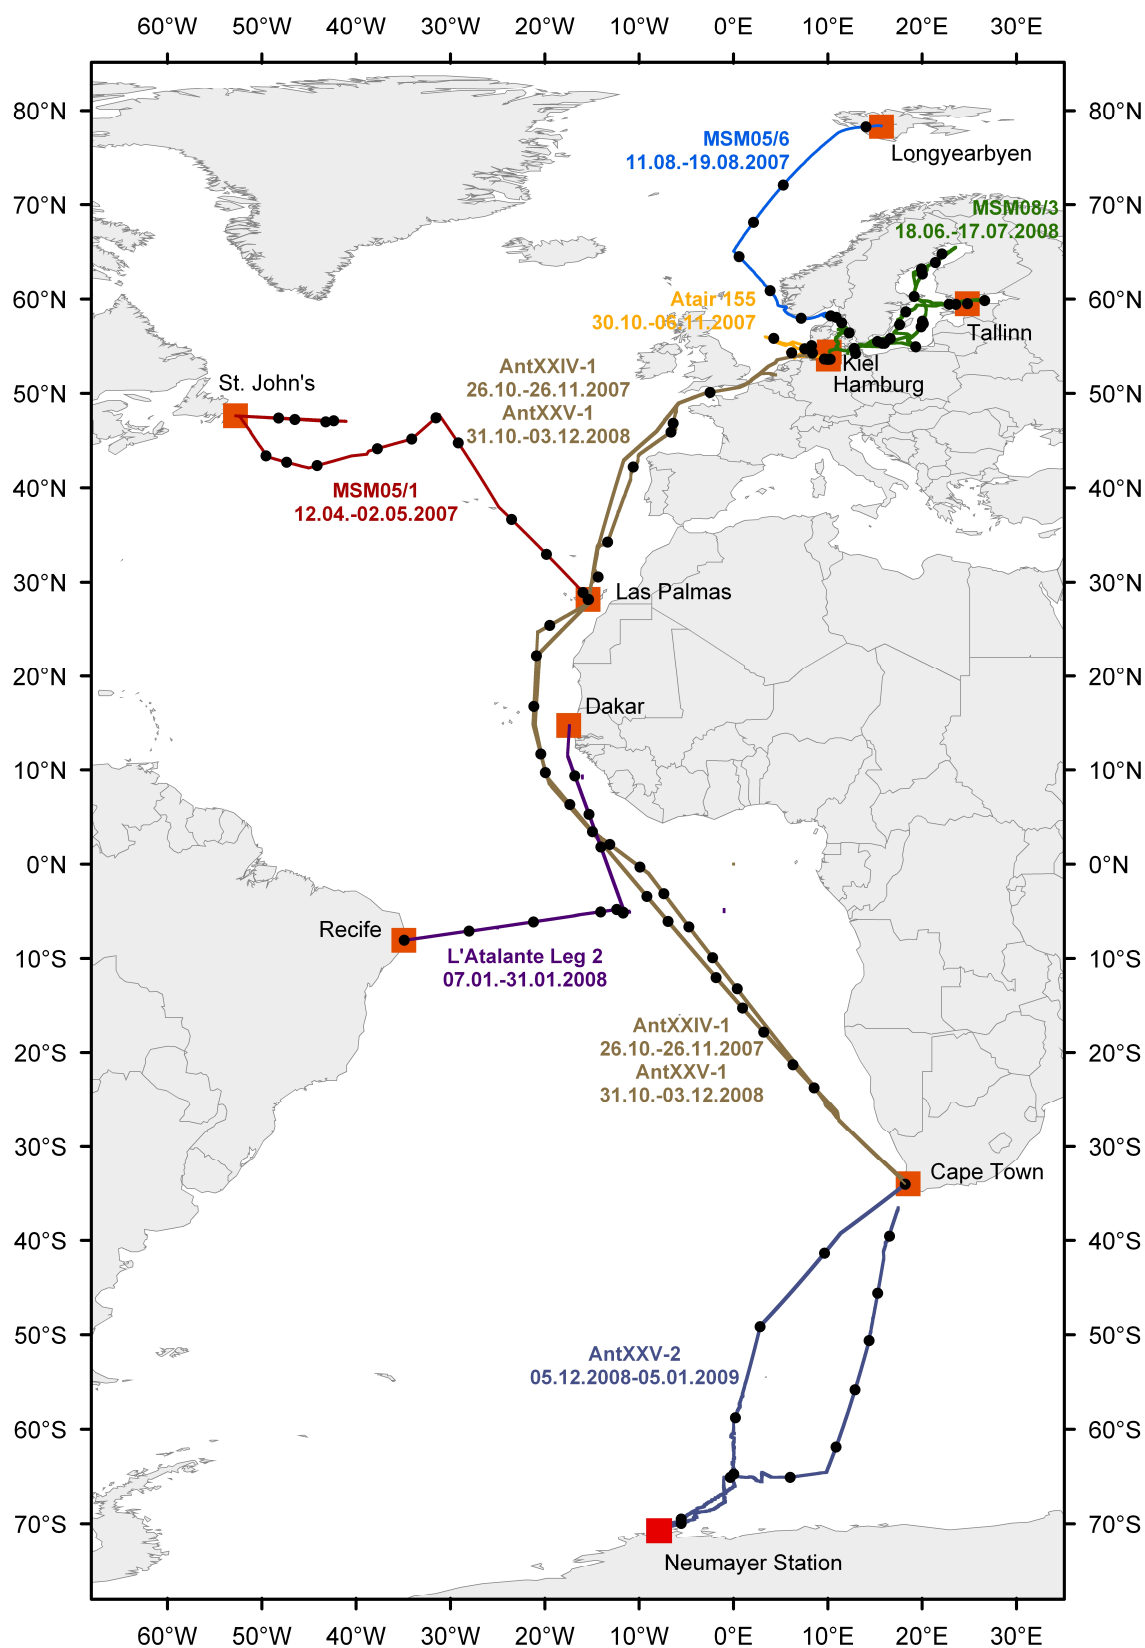 60°W 50°W 40°W 30°W 20°W 10°W 0°E 10°E 20°E 30°E
80°N 80°N
MSM05/6
11.08.-19.08.2007
Longyearbyen
70°N 70°N
MSM08/3
18.06.-17.07.2008
60°N 60°N
Atair 155
30.10.-06.11.2007
Tallinn
Kiel
Hamburg
AntXXIV-1
26.10.-26.11.2007
AntXXV-1
31.10.-03.12.2008
50°N 50°N
St. John's
40°N 40°N
MSM05/1
12.04.-02.05.2007
30°N 30°N
Las Palmas
20°N 20°N
Dakar
10°N 10°N
0°N 0°N
Recife
10°S 10°S
L'Atalante Leg 2
07.01.-31.01.2008
AntXXIV-1
26.10.-26.11.2007
AntXXV-1
31.10.-03.12.2008
20°S 20°S
30°S 30°S
Cape Town
40°S 40°S
50°S 50°S
AntXXV-2
05.12.2008-05.01.2009
60°S 60°S
70°S 70°S
Neumayer Station
60°W 50°W 40°W 30°W 20°W 10°W 0°E 10°E 20°E 30°E